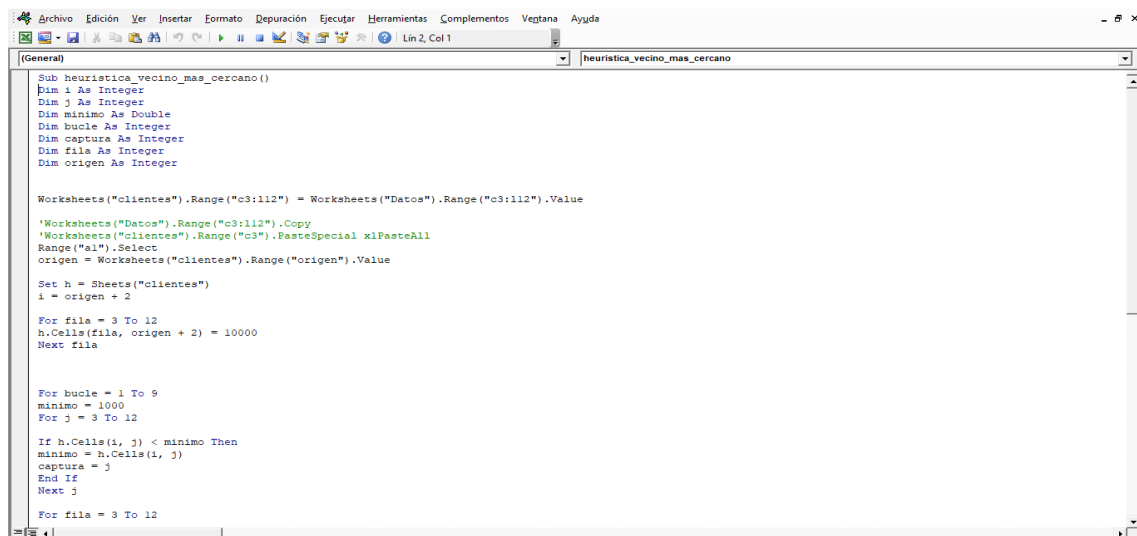 Archivo Edición Ver Insertar Formato Depuración Ejecutar Herramientas Complementos Ventana Ayuda
Lín 2, Col 1
(General) heuristica_vecino_mas_cercano
Sub heuristica_vecino_mas_cercano()
Dim i As Integer
Dim j As Integer
Dim minimo As Double
Dim bucle As Integer
Dim captura As Integer
Dim fila As Integer
Dim origen As Integer
Worksheets("clientes").Range("c3:l12") = Worksheets("Datos").Range("c3:l12").Value
'Worksheets("Datos").Range("c3:l12").Copy
'Worksheets("clientes").Range("c3").PasteSpecial xlPasteAll
Range("a1").Select
origen = Worksheets("clientes").Range("origen").Value
Set h = Sheets("clientes")
i = origen + 2
For fila = 3 To 12
h.Cells(fila, origen + 2) = 10000
Next fila
For bucle = 1 To 9
minimo = 1000
For j = 3 To 12
If h.Cells(i, j) < minimo Then
minimo = h.Cells(i, j)
captura = j
End If
Next j
For fila = 3 To 12